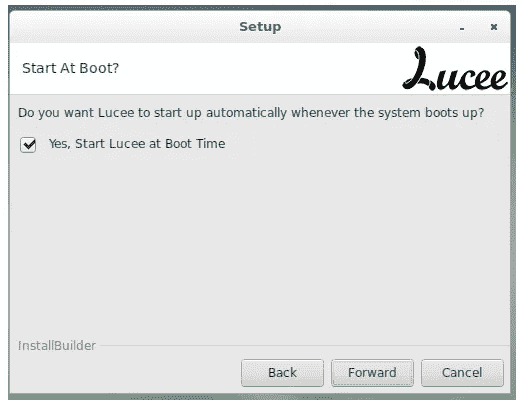 Setup
Start At Boot?
Lucee
Do you want Lucee to start up automatically whenever the system boots up?
Yes, Start Lucee at Boot Time
InstallBuilder
Back
Forward
Cancel